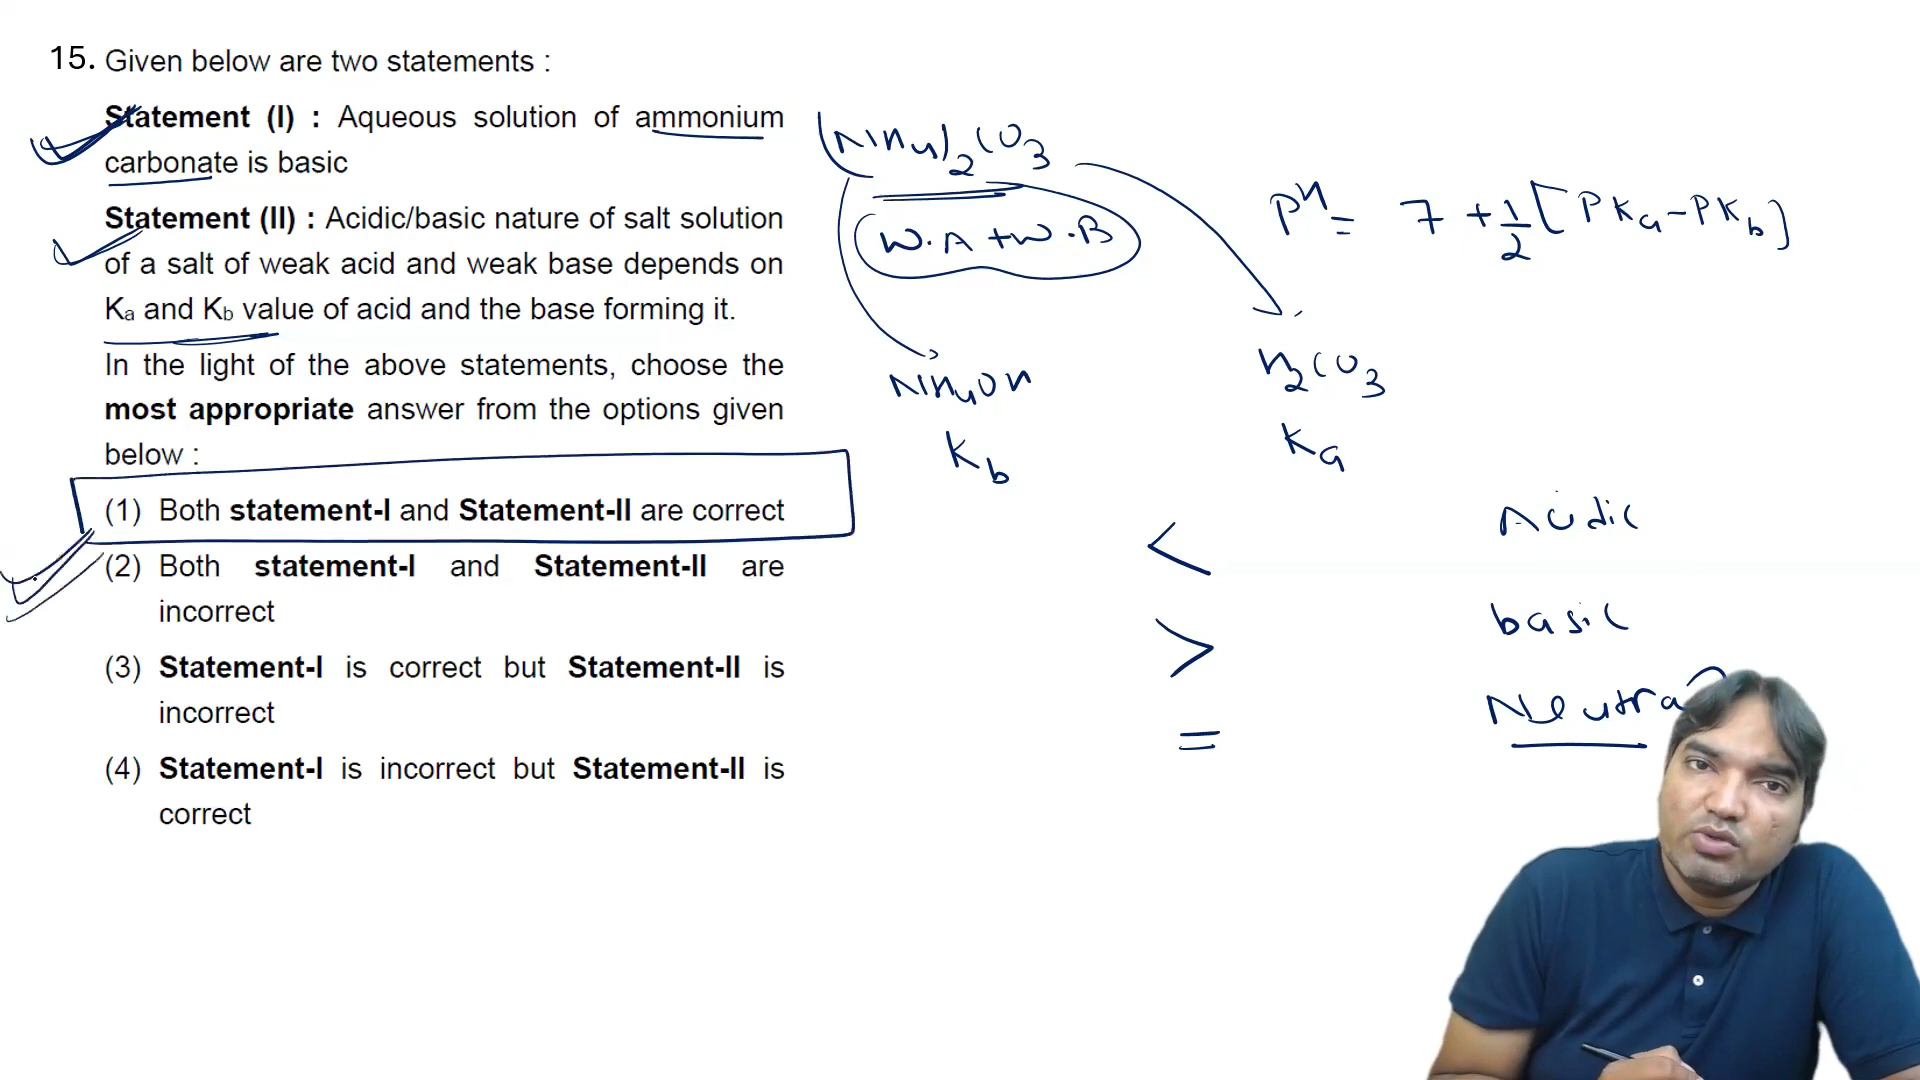 15. Given below are two statements :
Statement (I) : Aqueous solution of ammonium
carbonate is basic
Statement (II) : Acidic/basic nature of salt solution
of a salt of weak acid and weak base depends on
Ka and Kb value of acid and the base forming it.
In the light of the above statements, choose the
most appropriate answer from the options given
below :
(1) Both statement-I and Statement-II are correct
(2) Both statement-I and Statement-II are
incorrect
(3) Statement-I is correct but Statement-II is
incorrect
(4) Statement-I is incorrect but Statement-II is
correct
(NH4)2CO3
W.A + W.B
PH = 7 + 1/2 [PKa - PKb]
NH4OH
H2CO3
Kb
Ka
< Acidic
> basic
= Neutral